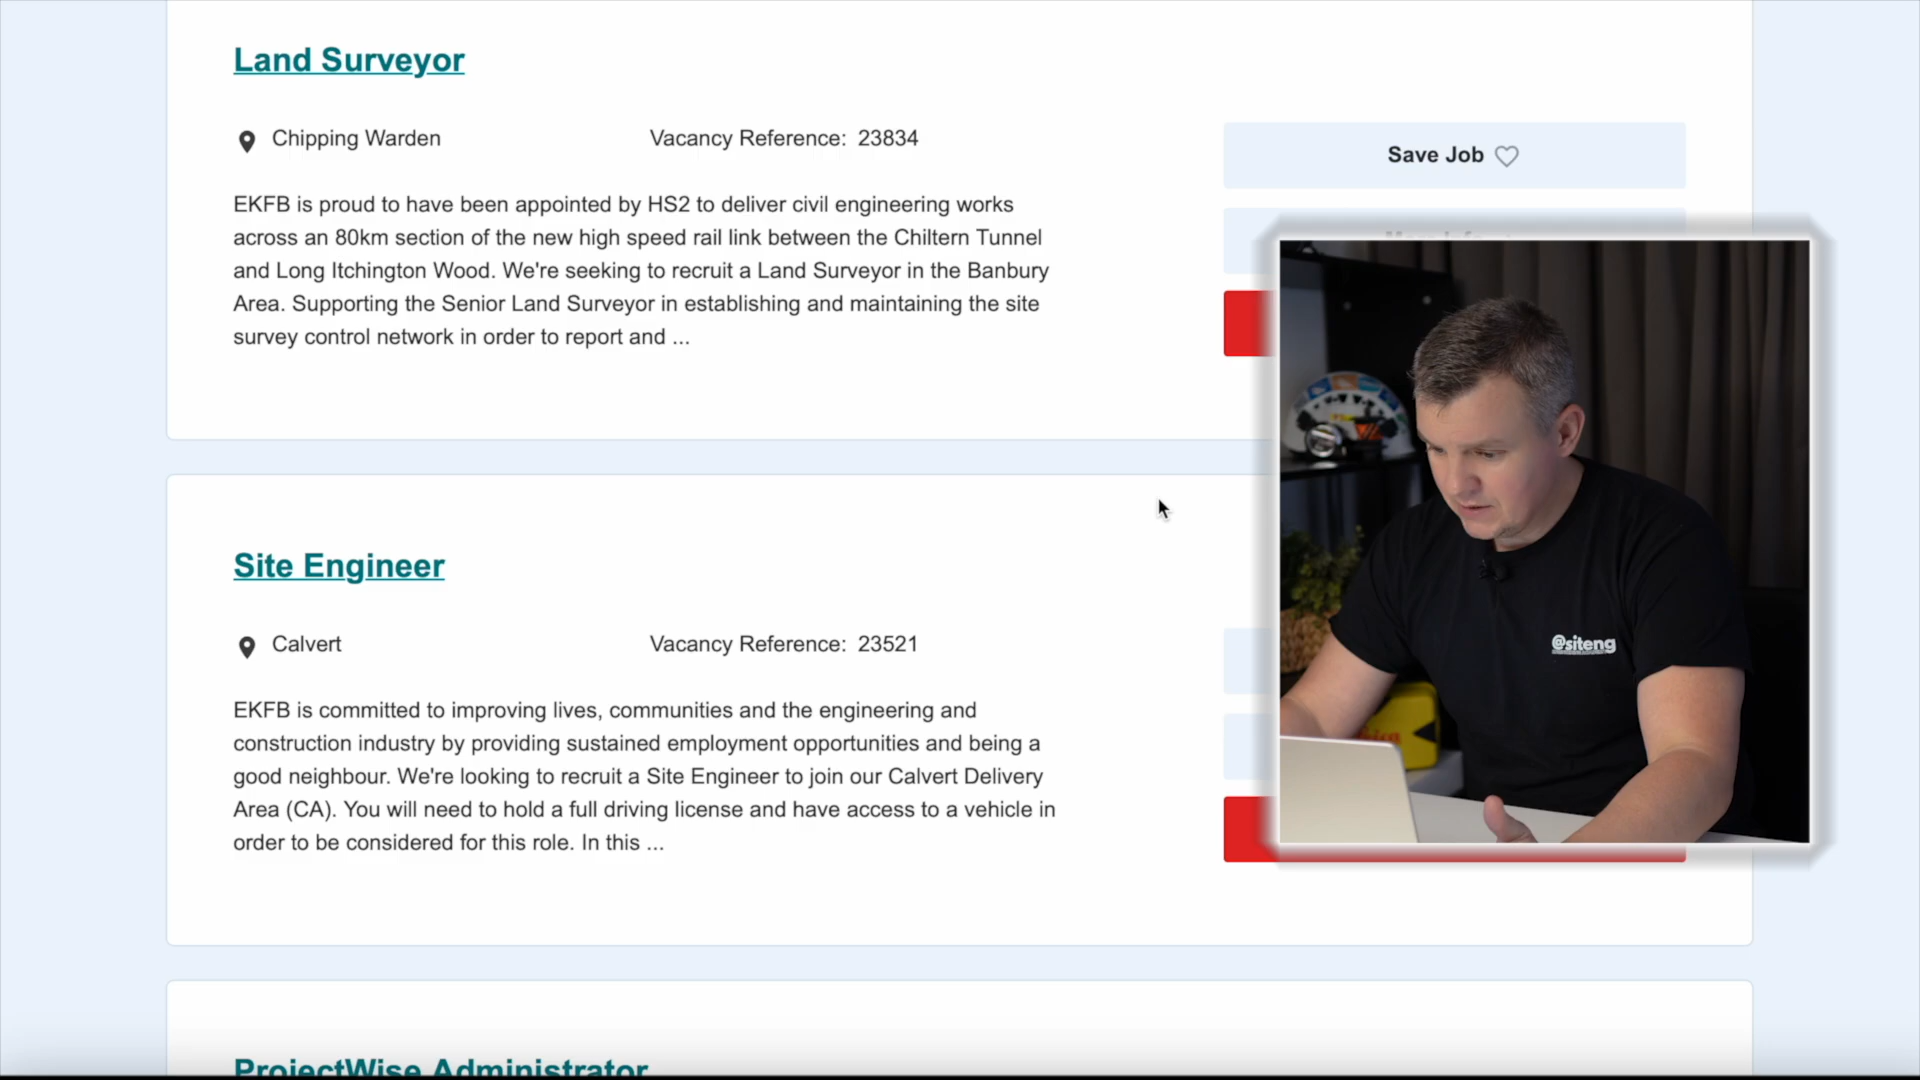 Land Surveyor
Chipping Warden
Vacancy Reference: 23834
Save Job
EKFB is proud to have been appointed by HS2 to deliver civil engineering works
across an 80km section of the new high speed rail link between the Chiltern Tunnel
and Long Itchington Wood. We're seeking to recruit a Land Surveyor in the Banbury
Area. Supporting the Senior Land Surveyor in establishing and maintaining the site
survey control network in order to report and ...
Site Engineer
Calvert
Vacancy Reference: 23521
EKFB is committed to improving lives, communities and the engineering and
construction industry by providing sustained employment opportunities and being a
good neighbour. We're looking to recruit a Site Engineer to join our Calvert Delivery
Area (CA). You will need to hold a full driving license and have access to a vehicle in
order to be considered for this role. In this ...
@siteng
ProjectWise Administrator